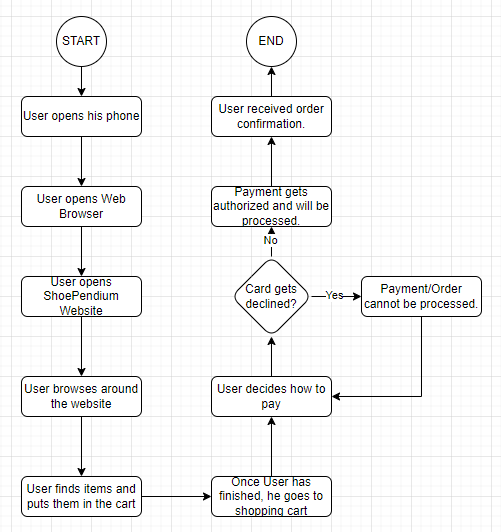 START
User opens his phone
User opens Web
Browser
User opens
ShoePendium
Website
User browses around
the website
User finds items and
puts them in the cart
Once User has
finished, he goes to
shopping cart
User decides how to
pay
Card gets
declined?
Yes
Payment/Order
cannot be processed.
No
Payment gets
authorized and will be
processed.
User received order
confirmation.
END